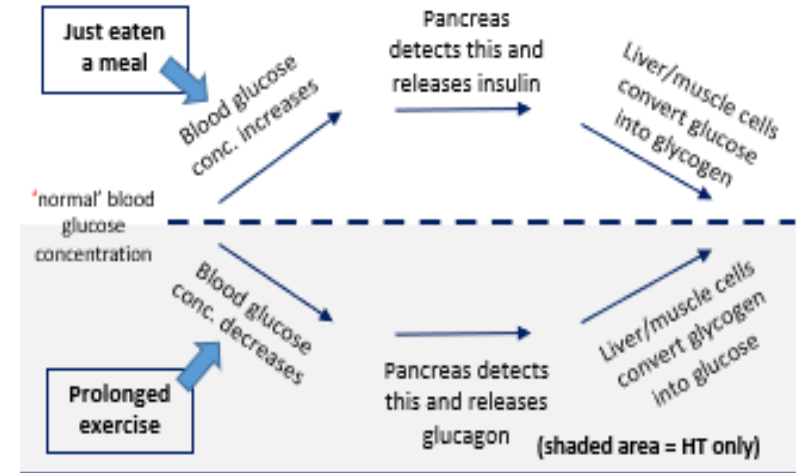 Just eaten
a meal
Blood glucose
conc. increases
Pancreas
detects this and
releases insulin
Liver/muscle cells
convert glucose
into glycogen
‘normal’ blood
glucose
concentration
Blood glucose
conc. decreases
Prolonged
exercise
Pancreas detects
this and releases
glucagon
Liver/muscle cells
convert glycogen
into glucose
(shaded area = HT only)